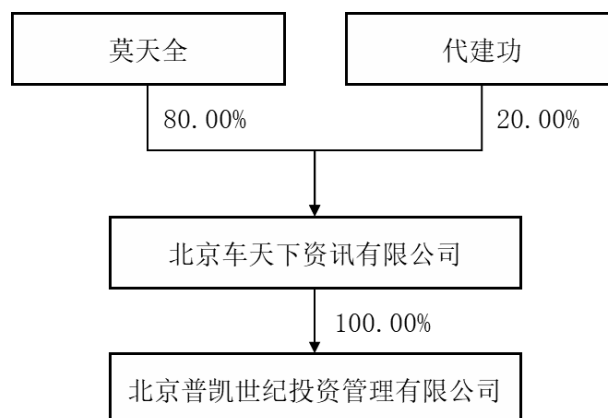 莫天全
代建功
80.00%
20.00%
北京车天下资讯有限公司
100.00%
北京普凯世纪投资管理有限公司